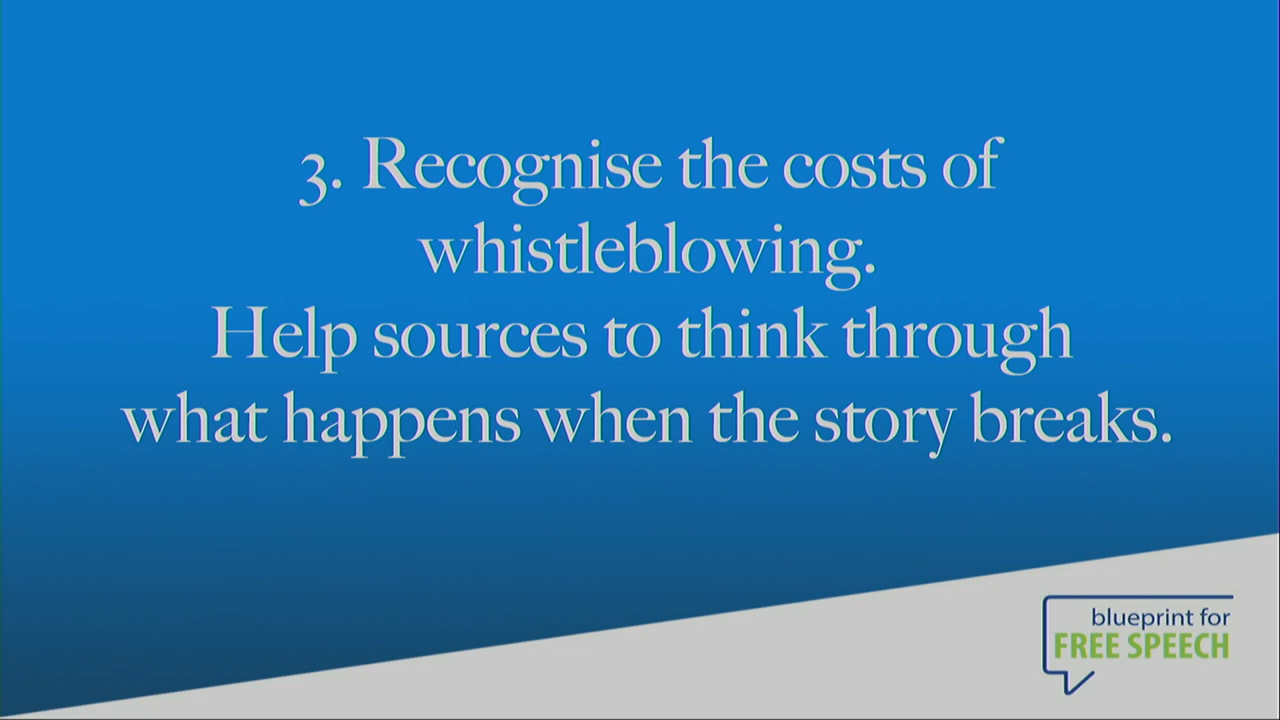 3. Recognise the costs of
whistleblowing.
Help sources to think through
what happens when the story breaks.
blueprint for
FREE SPEECH